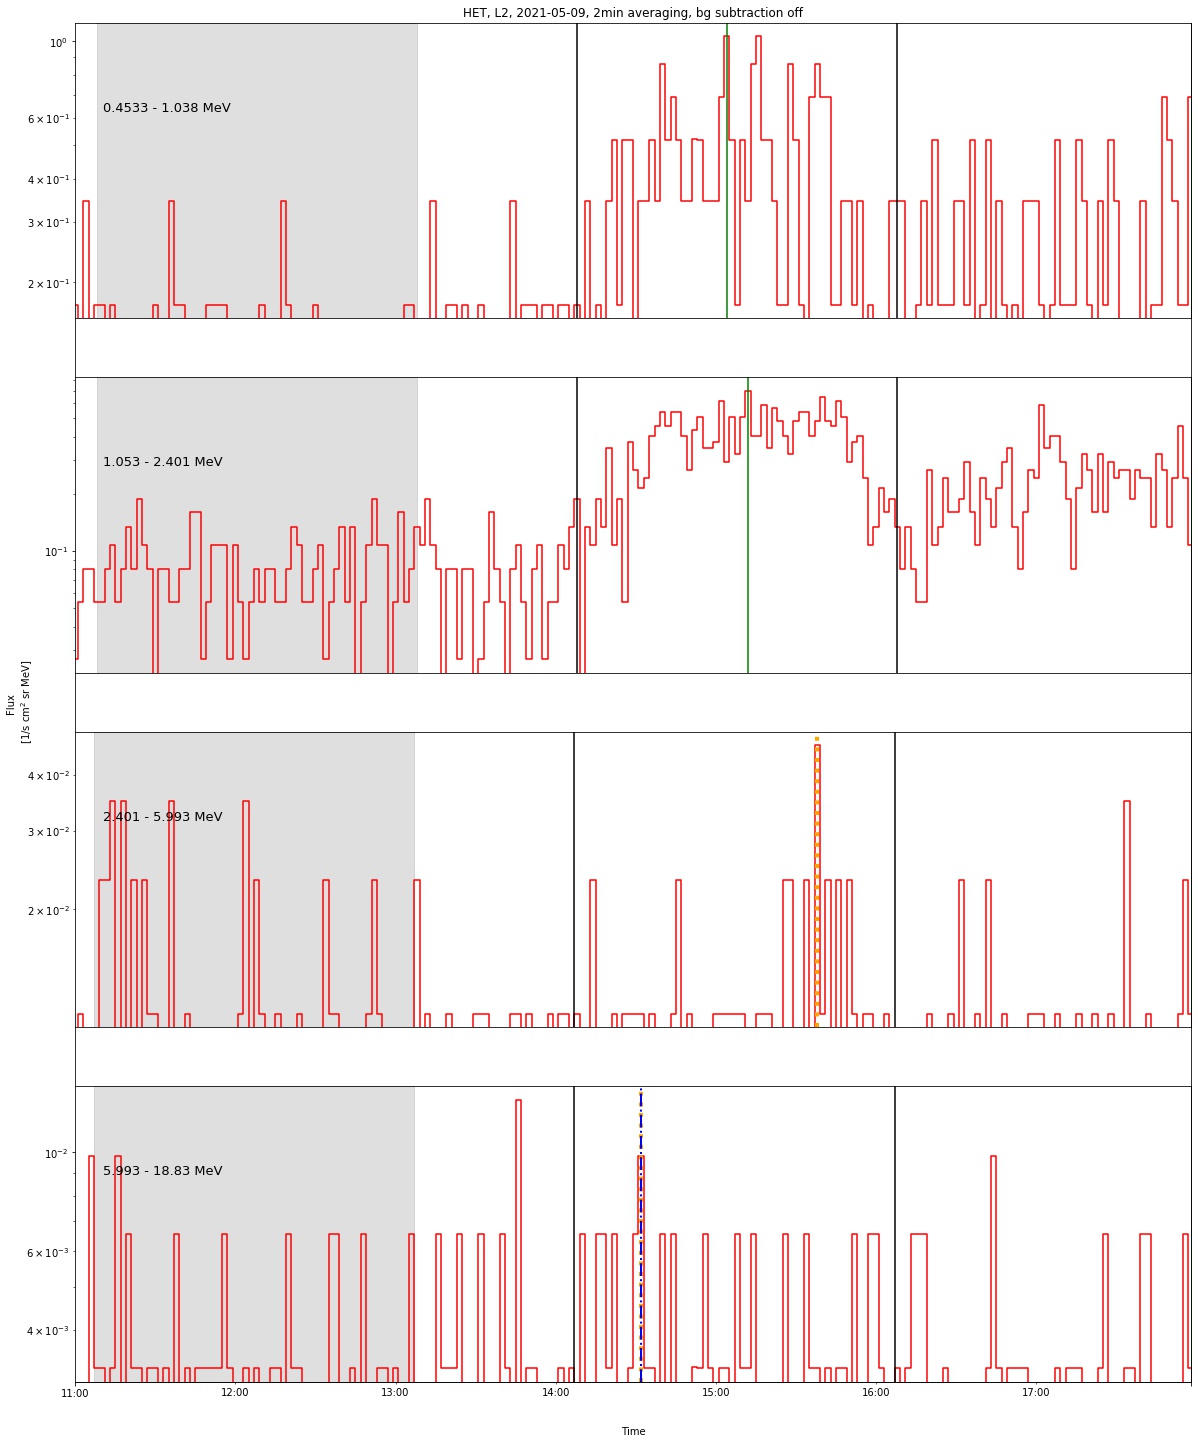 HET, L2, 2021-05-09, 2min averaging, bg subtraction off
10⁰
6 × 10⁻¹
4 × 10⁻¹
3 × 10⁻¹
2 × 10⁻¹
0.4533 - 1.038 MeV
10⁻¹
1.053 - 2.401 MeV
Flux
[1/s cm² sr MeV]
4 × 10⁻²
3 × 10⁻²
2 × 10⁻²
2.401 - 5.993 MeV
10⁻²
6 × 10⁻³
4 × 10⁻³
5.993 - 18.83 MeV
11:00 12:00 13:00 14:00 15:00 16:00 17:00
Time